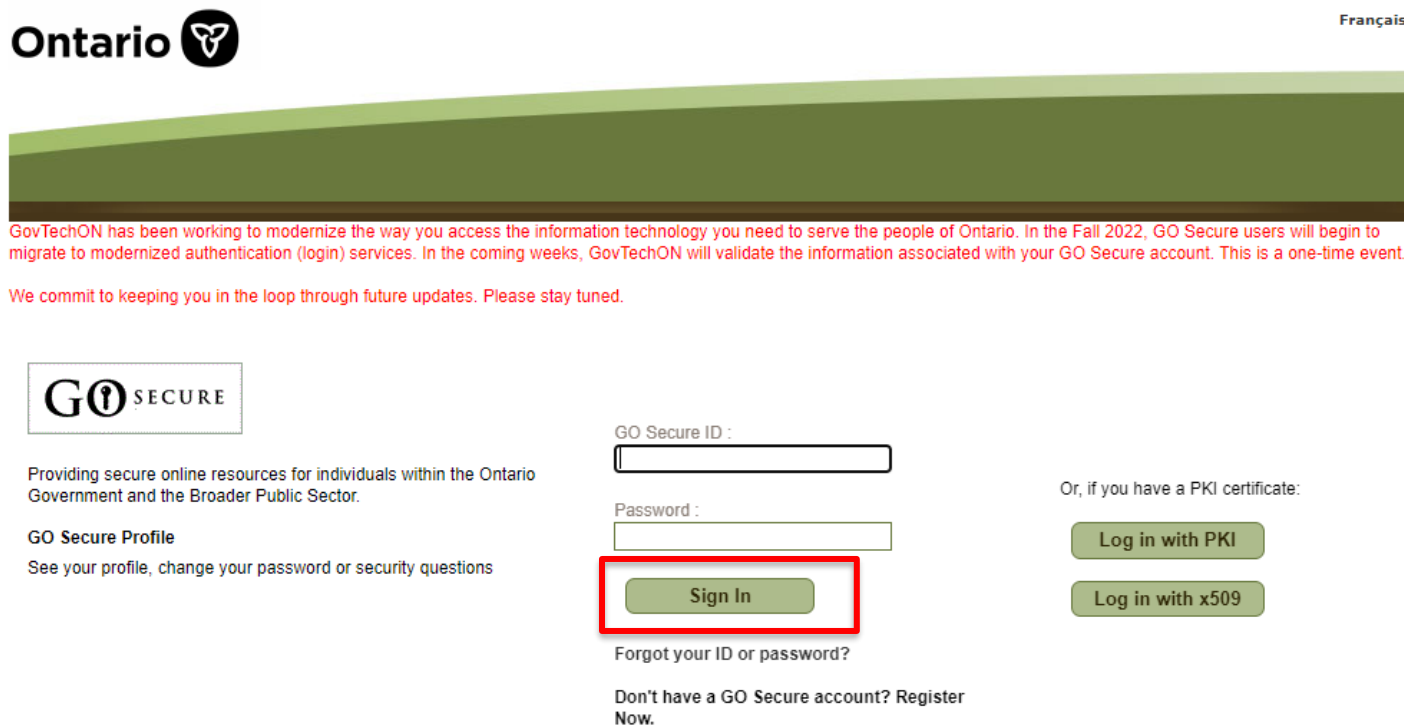 Ontario
Français
GovTechON has been working to modernize the way you access the information technology you need to serve the people of Ontario. In the Fall 2022, GO Secure users will begin to
migrate to modernized authentication (login) services. In the coming weeks, GovTechON will validate the information associated with your GO Secure account. This is a one-time event.
We commit to keeping you in the loop through future updates. Please stay tuned.
GO SECURE
Providing secure online resources for individuals within the Ontario
Government and the Broader Public Sector.
GO Secure Profile
See your profile, change your password or security questions
GO Secure ID :
Password :
Sign In
Forgot your ID or password?
Don't have a GO Secure account? Register
Now.
Or, if you have a PKI certificate:
Log in with PKI
Log in with x509